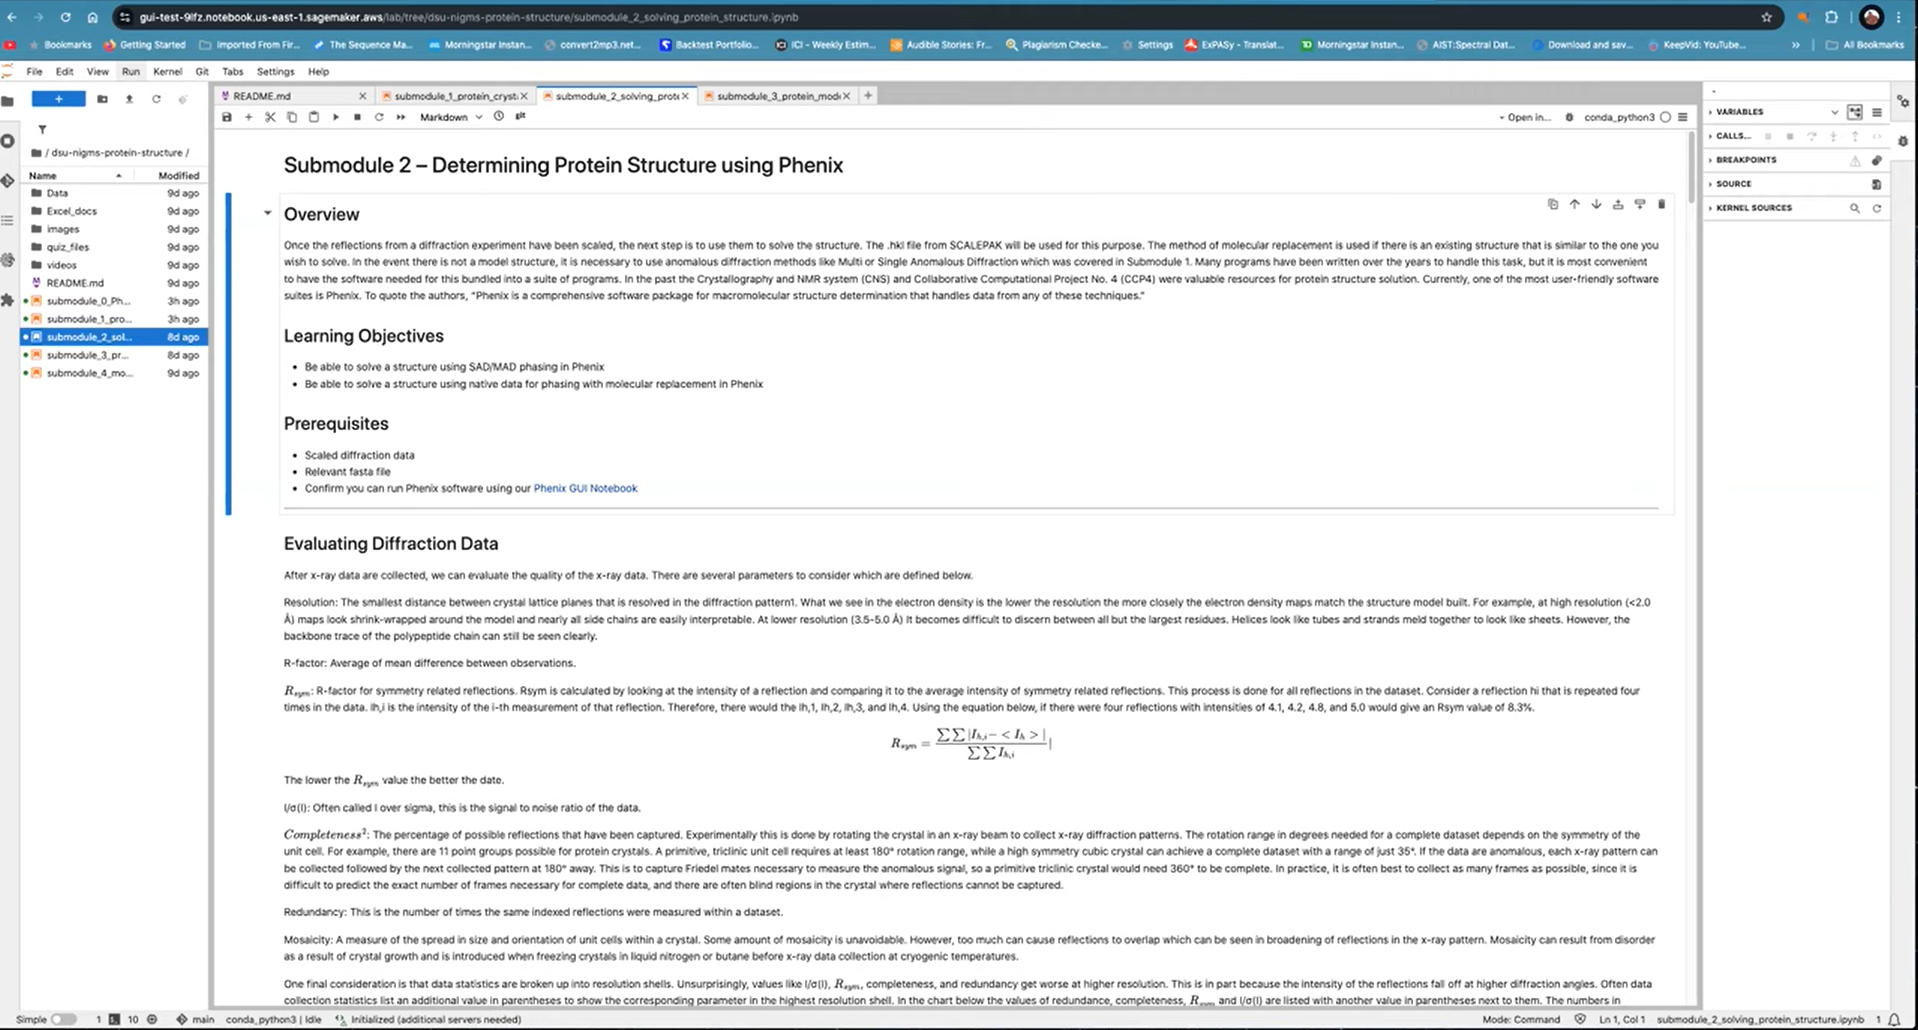 gui-test-9lfz.notebook.us-east-1.sagemaker.aws/lab/tree/dsu-nigms-protein-structure/submodule_2_solving_protein_structure.ipynb
Bookmarks Getting Started Imported From Fir... The Sequence Ma... Morningstar Instan... convert2mp3.net... Backtest Portfolio... ICI - Weekly Estim... Audible Stories: Fr... Plagiarism Checke... Settings ExPASy - Translat... Morningstar Instan... AIST:Spectral Dat... Download and sav... KeepVid: YouTube... » All Bookmarks
File Edit View Run Kernel Git Tabs Settings Help
README.md submodule_1_protein_crysta submodule_2_solving_prote submodule_3_protein_mode
Markdown Open in... conda_python3
/ dsu-nigms-protein-structure /
Name Modified
Data 9d ago
Excel_docs 9d ago
images 9d ago
quiz_files 9d ago
videos 9d ago
README.md 9d ago
submodule_0_Ph... 3h ago
submodule_1_pro... 3h ago
submodule_2_sol... 8d ago
submodule_3_pr... 8d ago
submodule_4_mo... 9d ago
Submodule 2 – Determining Protein Structure using Phenix
Overview
Once the reflections from a diffraction experiment have been scaled, the next step is to use them to solve the structure. The .hkl file from SCALEPAK will be used for this purpose. The method of molecular replacement is used if there is an existing structure that is similar to the one you
wish to solve. In the event there is not a model structure, it is necessary to use anomalous diffraction methods like Multi or Single Anomalous Diffraction which was covered in Submodule 1. Many programs have been written over the years to handle this task, but it is most convenient
to have the software needed for this bundled into a suite of programs. In the past the Crystallography and NMR system (CNS) and Collaborative Computational Project No. 4 (CCP4) were valuable resources for protein structure solution. Currently, one of the most user-friendly software
suites is Phenix. To quote the authors, “Phenix is a comprehensive software package for macromolecular structure determination that handles data from any of these techniques.”
Learning Objectives
• Be able to solve a structure using SAD/MAD phasing in Phenix
• Be able to solve a structure using native data for phasing with molecular replacement in Phenix
Prerequisites
• Scaled diffraction data
• Relevant fasta file
• Confirm you can run Phenix software using our Phenix GUI Notebook
Evaluating Diffraction Data
After x-ray data are collected, we can evaluate the quality of the x-ray data. There are several parameters to consider which are defined below.
Resolution: The smallest distance between crystal lattice planes that is resolved in the diffraction pattern1. What we see in the electron density is the lower the resolution the more closely the electron density maps match the structure model built. For example, at high resolution (<2.0
Å) maps look shrink-wrapped around the model and nearly all side chains are easily interpretable. At lower resolution (3.5-5.0 Å) It becomes difficult to discern between all but the largest residues. Helices look like tubes and strands meld together to look like sheets. However, the
backbone trace of the polypeptide chain can still be seen clearly.
R-factor: Average of mean difference between observations.
R_sym: R-factor for symmetry related reflections. Rsym is calculated by looking at the intensity of a reflection and comparing it to the average intensity of symmetry related reflections. This process is done for all reflections in the dataset. Consider a reflection hi that is repeated four
times in the data. Ih,i is the intensity of the i-th measurement of that reflection. Therefore, there would the Ih,1, Ih,2, Ih,3, and Ih,4. Using the equation below, if there were four reflections with intensities of 4.1, 4.2, 4.8, and 5.0 would give an Rsym value of 8.3%.
R_sym = ∑∑|I_h,i − < I_h > | / ∑∑I_h,i |
The lower the R_sym value the better the date.
I/σ(I): Often called I over sigma, this is the signal to noise ratio of the data.
Completeness²: The percentage of possible reflections that have been captured. Experimentally this is done by rotating the crystal in an x-ray beam to collect x-ray diffraction patterns. The rotation range in degrees needed for a complete dataset depends on the symmetry of the
unit cell. For example, there are 11 point groups possible for protein crystals. A primitive, triclinic unit cell requires at least 180° rotation range, while a high symmetry cubic crystal can achieve a complete dataset with a range of just 35°. If the data are anomalous, each x-ray pattern can
be collected followed by the next collected pattern at 180° away. This is to capture Friedel mates necessary to measure the anomalous signal, so a primitive triclinic crystal would need 360° to be complete. In practice, it is often best to collect as many frames as possible, since it is
difficult to predict the exact number of frames necessary for complete data, and there are often blind regions in the crystal where reflections cannot be captured.
Redundancy: This is the number of times the same indexed reflections were measured within a dataset.
Mosaicity: A measure of the spread in size and orientation of unit cells within a crystal. Some amount of mosaicity is unavoidable. However, too much can cause reflections to overlap which can be seen in broadening of reflections in the x-ray pattern. Mosaicity can result from disorder
as a result of crystal growth and is introduced when freezing crystals in liquid nitrogen or butane before x-ray data collection at cryogenic temperatures.
One final consideration is that data statistics are broken up into resolution shells. Unsurprisingly, values like I/σ(I), R_sym, completeness, and redundancy get worse at higher resolution. This is in part because the intensity of the reflections fall off at higher diffraction angles. Often data
collection statistics list an additional value in parentheses to show the corresponding parameter in the highest resolution shell. In the chart below the values of redundance, completeness, R_sym and I/σ(I) are listed with another value in parentheses next to them. The numbers in
VARIABLES
CALLS...
BREAKPOINTS
SOURCE
KERNEL SOURCES
Simple 1 10 main conda_python3 | Idle Initialized (additional servers needed) Mode: Command Ln 1, Col 1 submodule_2_solving_protein_structure.ipynb 1